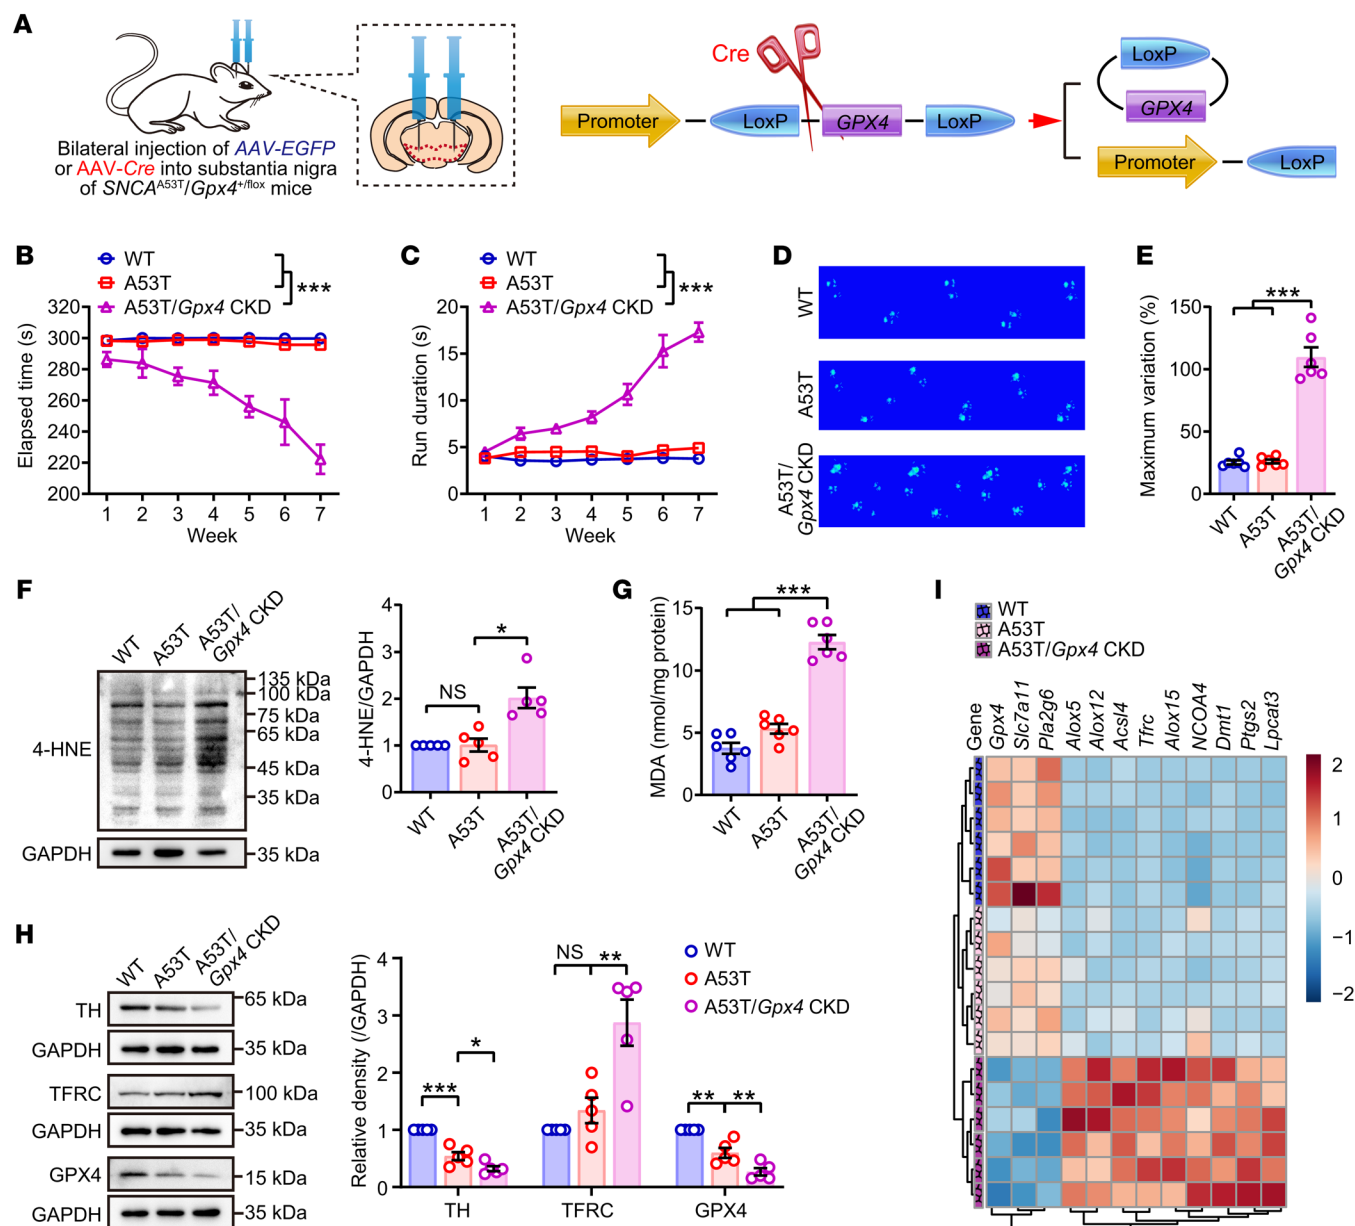 A
Bilateral injection of AAV-EGFP
or AAV-Cre into substantia nigra
of SNCA^A53T/Gpx4^+/flox mice
Cre
Promoter
LoxP
GPX4
LoxP
LoxP
GPX4
Promoter
LoxP
B
WT
A53T
A53T/Gpx4 CKD
***
Elapsed time (s)
320
300
280
260
240
220
200
1 2 3 4 5 6 7
Week
C
WT
A53T
A53T/Gpx4 CKD
***
Run duration (s)
20
15
10
5
0
1 2 3 4 5 6 7
Week
D
WT
A53T
A53T/
Gpx4 CKD
E
***
Maximum variation (%)
150
100
50
0
WT
A53T
A53T/
Gpx4 CKD
F
WT
A53T
A53T/
Gpx4 CKD
4-HNE
135 kDa
100 kDa
75 kDa
65 kDa
45 kDa
35 kDa
GAPDH
35 kDa
4-HNE/GAPDH
4
3
2
1
0
NS
*
WT
A53T
A53T/
Gpx4 CKD
G
***
MDA (nmol/mg protein)
15
10
5
0
WT
A53T
A53T/
Gpx4 CKD
H
WT
A53T
A53T/
Gpx4 CKD
TH
65 kDa
GAPDH
35 kDa
TFRC
100 kDa
GAPDH
35 kDa
GPX4
15 kDa
GAPDH
35 kDa
Relative density (/GAPDH)
4
3
2
1
0
***
*
NS
**
**
**
WT
A53T
A53T/Gpx4 CKD
TH
TFRC
GPX4
I
WT
A53T
A53T/Gpx4 CKD
Gene
Gpx4
Slc7a11
Pla2g6
Alox5
Alox12
Acsl4
Tfrc
Alox15
NCOA4
Dmt1
Ptgs2
Lpcat3
2
1
0
−1
−2